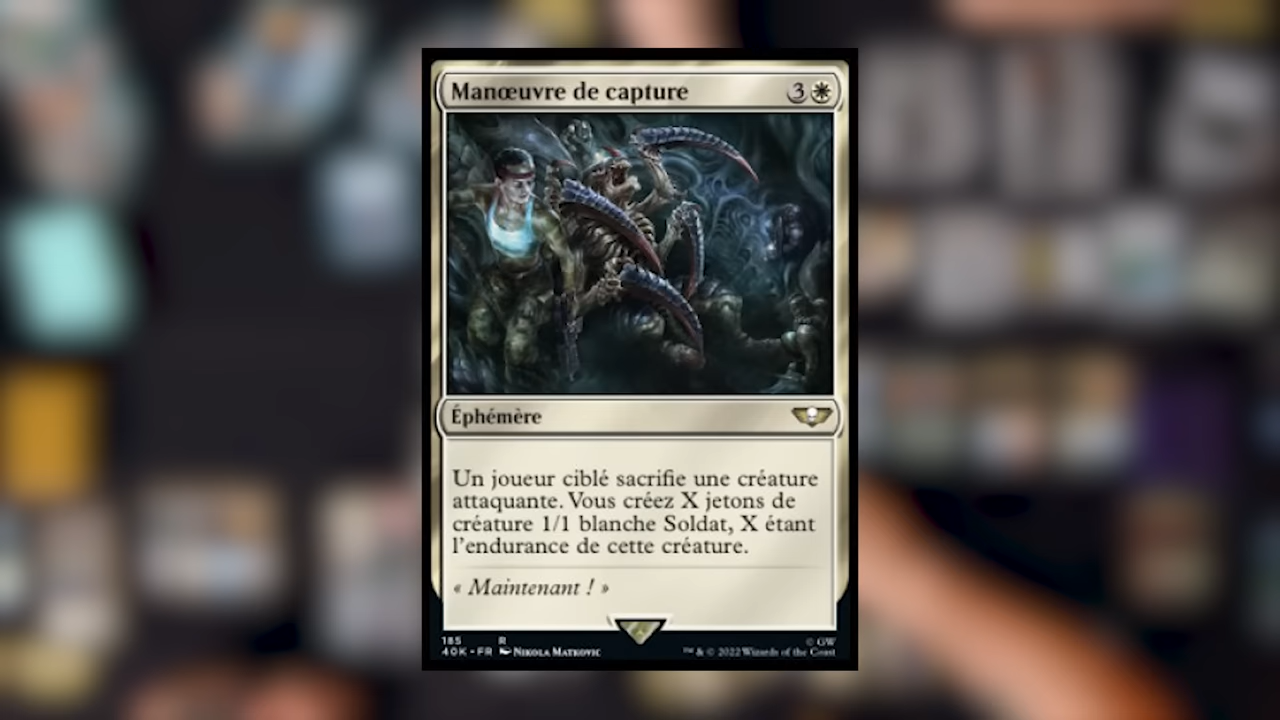 Manœuvre de capture 3
Éphémère
Un joueur ciblé sacrifie une créature
attaquante. Vous créez X jetons de
créature 1/1 blanche Soldat, X étant
l'endurance de cette créature.
« Maintenant ! »
185 R
40K • FR Nikola Matkovic
© GW
™ & © 2022 Wizards of the Coast